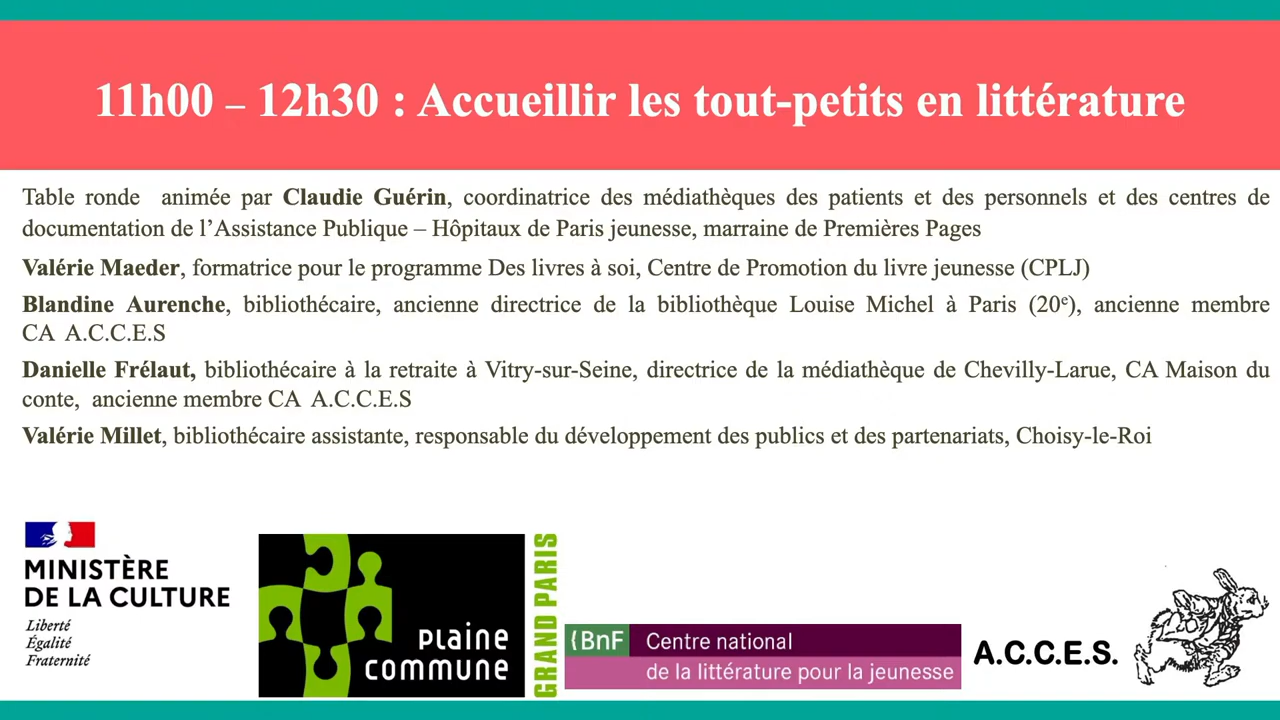 11h00 – 12h30 : Accueillir les tout-petits en littérature
Table ronde animée par Claudie Guérin, coordinatrice des médiathèques des patients et des personnels et des centres de
documentation de l’Assistance Publique – Hôpitaux de Paris jeunesse, marraine de Premières Pages
Valérie Maeder, formatrice pour le programme Des livres à soi, Centre de Promotion du livre jeunesse (CPLJ)
Blandine Aurenche, bibliothécaire, ancienne directrice de la bibliothèque Louise Michel à Paris (20e), ancienne membre
CA A.C.C.E.S
Danielle Frélaut, bibliothécaire à la retraite à Vitry-sur-Seine, directrice de la médiathèque de Chevilly-Larue, CA Maison du
conte, ancienne membre CA A.C.C.E.S
Valérie Millet, bibliothécaire assistante, responsable du développement des publics et des partenariats, Choisy-le-Roi
MINISTÈRE
DE LA CULTURE
Liberté
Égalité
Fraternité
plaine
commune
GRAND PARIS
(BnF
Centre national
de la littérature pour la jeunesse
A.C.C.E.S.